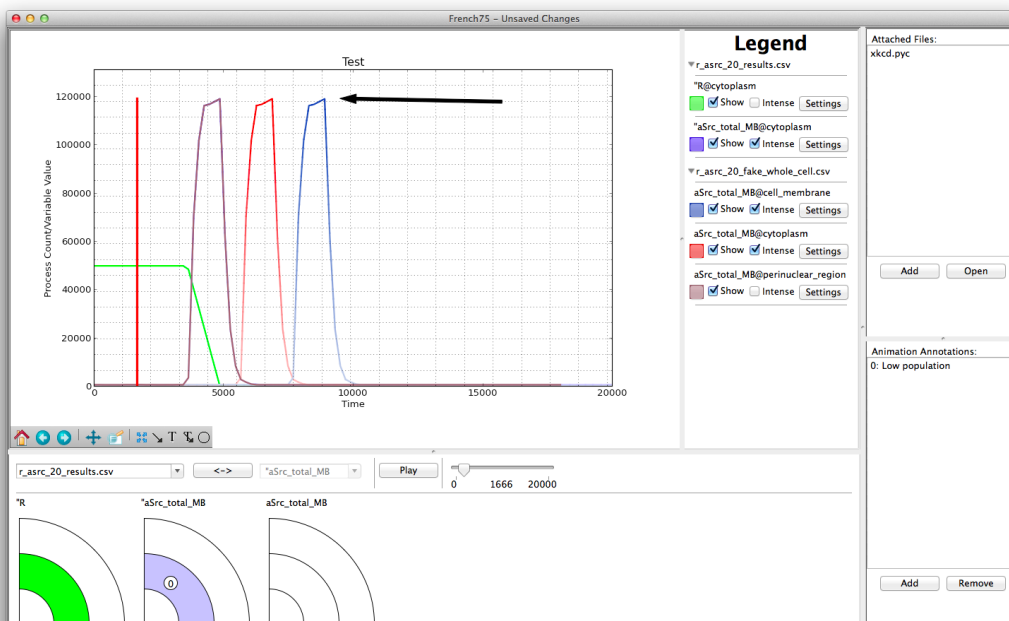 French75 – Unsaved Changes
Test
Process Count/Variable Value
120000
100000
80000
60000
40000
20000
0
0 5000 10000 15000 20000
Time
Legend
r_asrc_20_results.csv
"R@cytoplasm
Show Intense Settings
"aSrc_total_MB@cytoplasm
Show Intense Settings
r_asrc_20_fake_whole_cell.csv
aSrc_total_MB@cell_membrane
Show Intense Settings
aSrc_total_MB@cytoplasm
Show Intense Settings
aSrc_total_MB@perinuclear_region
Show Intense Settings
Attached Files:
xkcd.pyc
Add Open
Animation Annotations:
0: Low population
Add Remove
T T
r_asrc_20_results.csv <-> "aSrc_total_MB Play
0 1666 20000
"R "aSrc_total_MB aSrc_total_MB
0